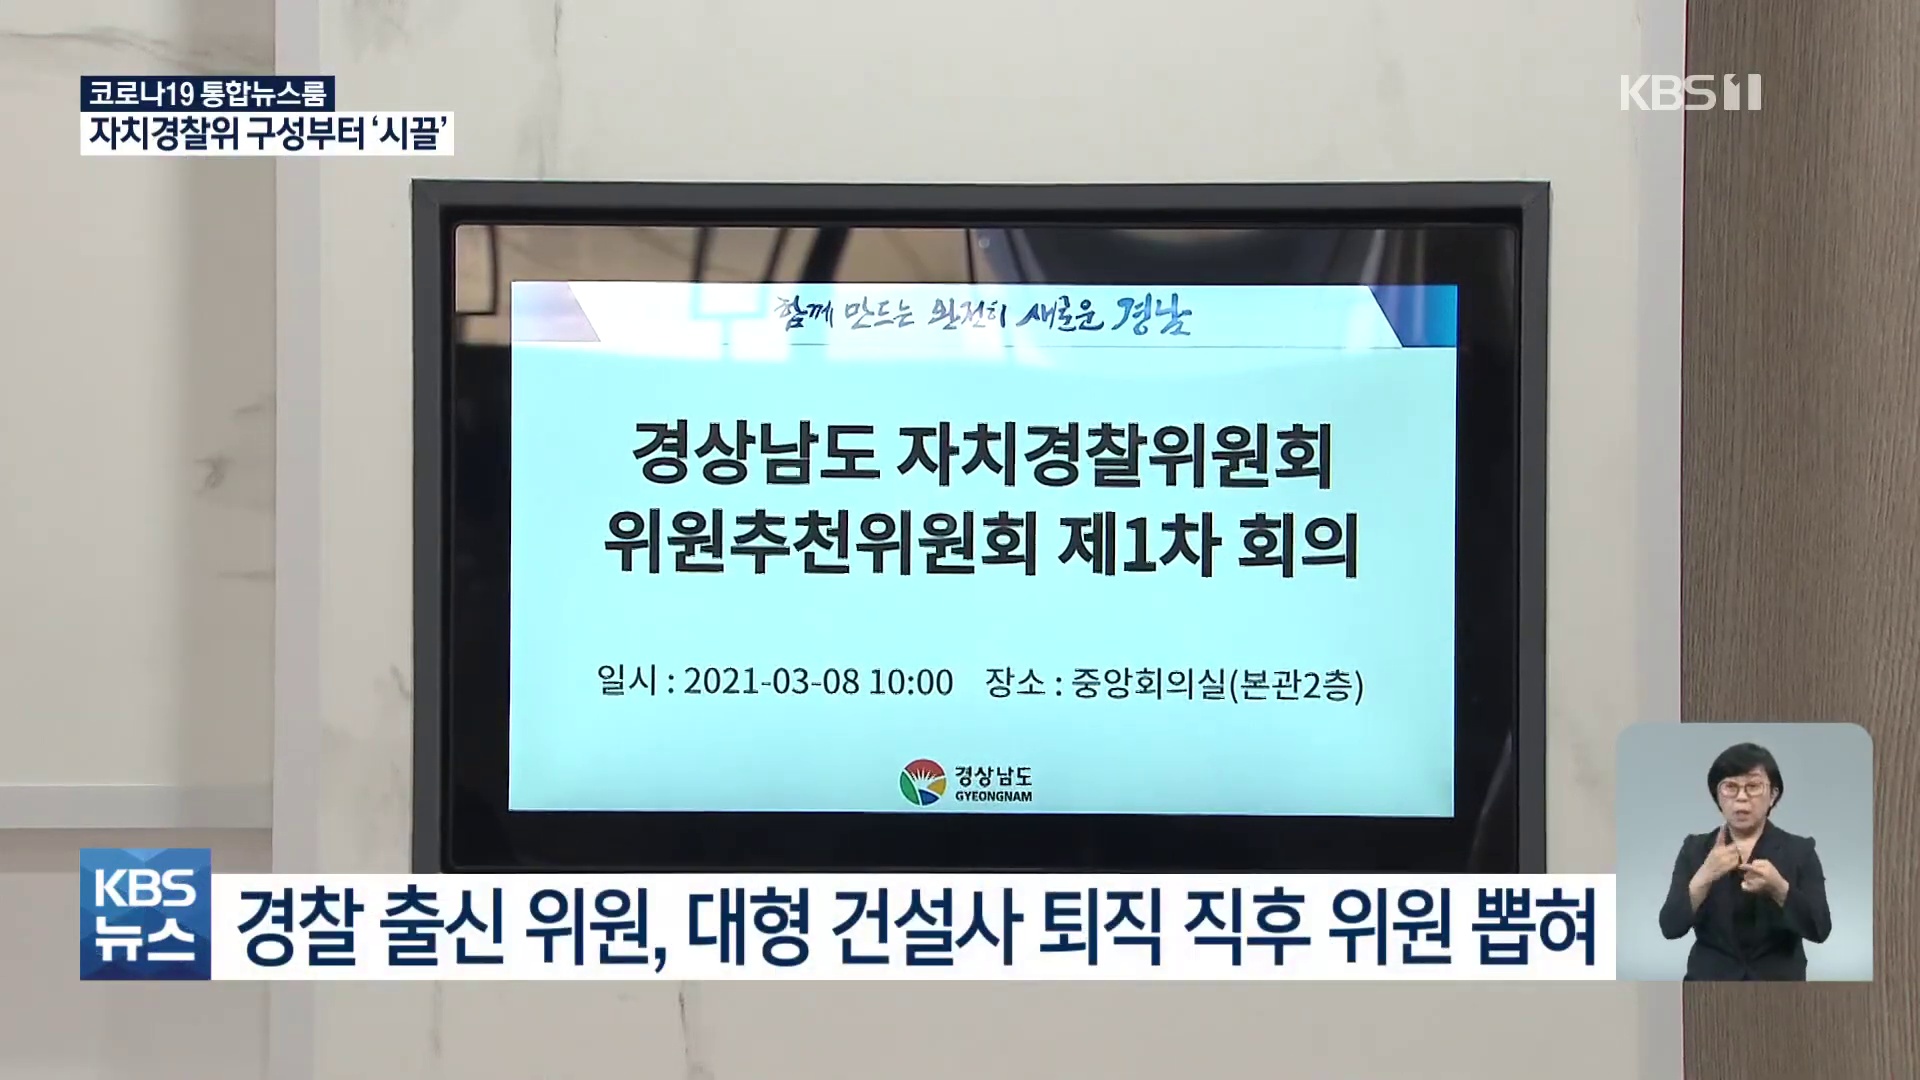 코로나19 통합뉴스룸
자치경찰위 구성부터 ‘시끌’
KBS 1
함께 만드는 완전히 새로운 경남
경상남도 자치경찰위원회
위원추천위원회 제1차 회의
일시 : 2021-03-08 10:00 장소 : 중앙회의실(본관2층)
경상남도
GYEONGNAM
KBS
뉴스
경찰 출신 위원, 대형 건설사 퇴직 직후 위원 뽑혀